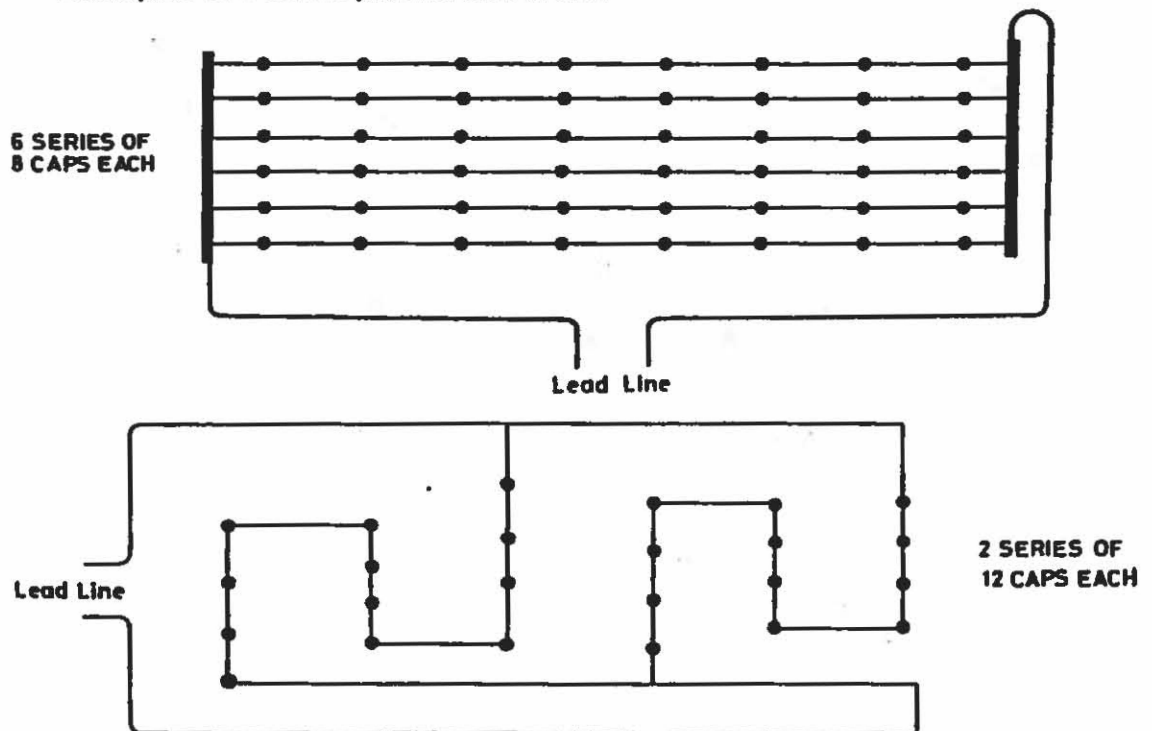 6 SERIES OF
8 CAPS EACH
Lead Line
Lead Line
2 SERIES OF
12 CAPS EACH